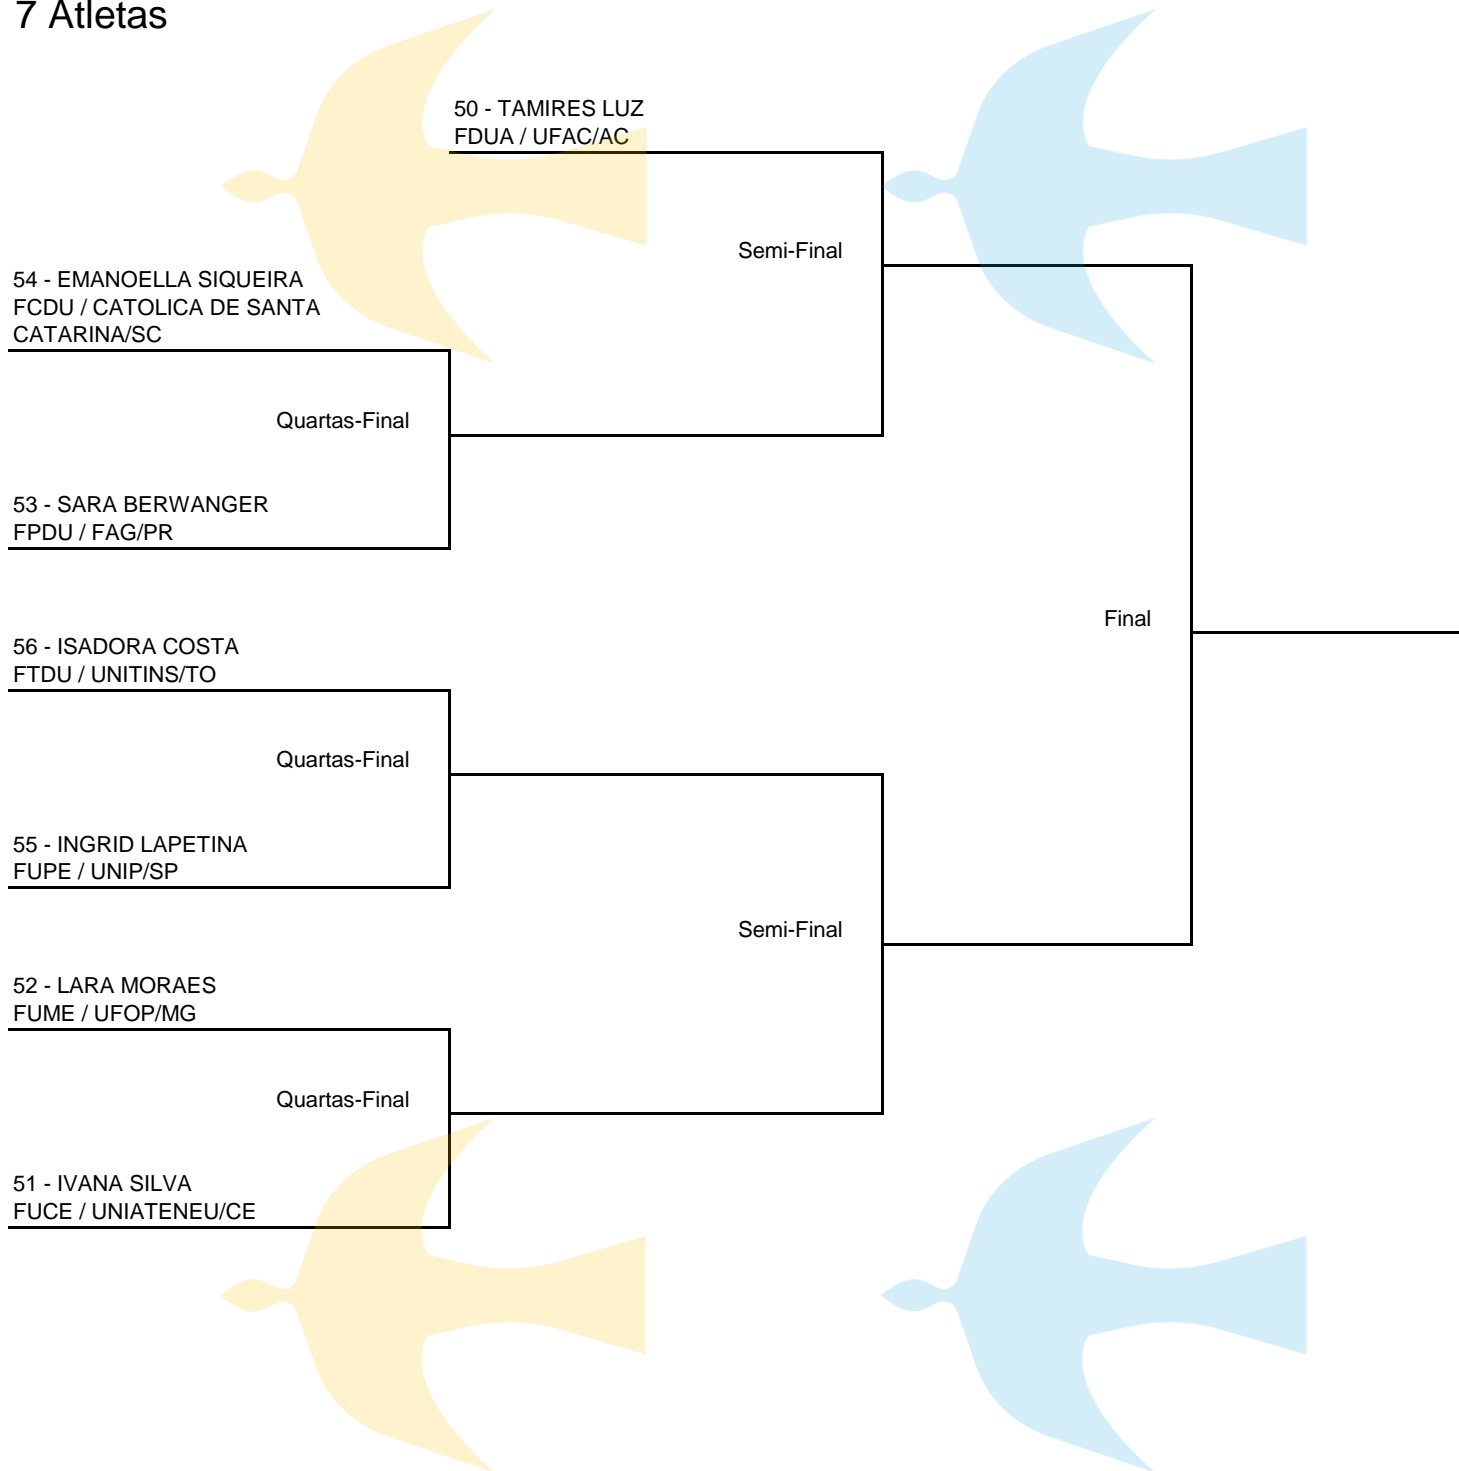 7 Atletas
50 - TAMIRES LUZ
FDUA / UFAC/AC
Semi-Final
54 - EMANOELLA SIQUEIRA
FCDU / CATOLICA DE SANTA
CATARINA/SC
Quartas-Final
53 - SARA BERWANGER
FPDU / FAG/PR
Final
56 - ISADORA COSTA
FTDU / UNITINS/TO
Quartas-Final
55 - INGRID LAPETINA
FUPE / UNIP/SP
Semi-Final
52 - LARA MORAES
FUME / UFOP/MG
Quartas-Final
51 - IVANA SILVA
FUCE / UNIATENEU/CE